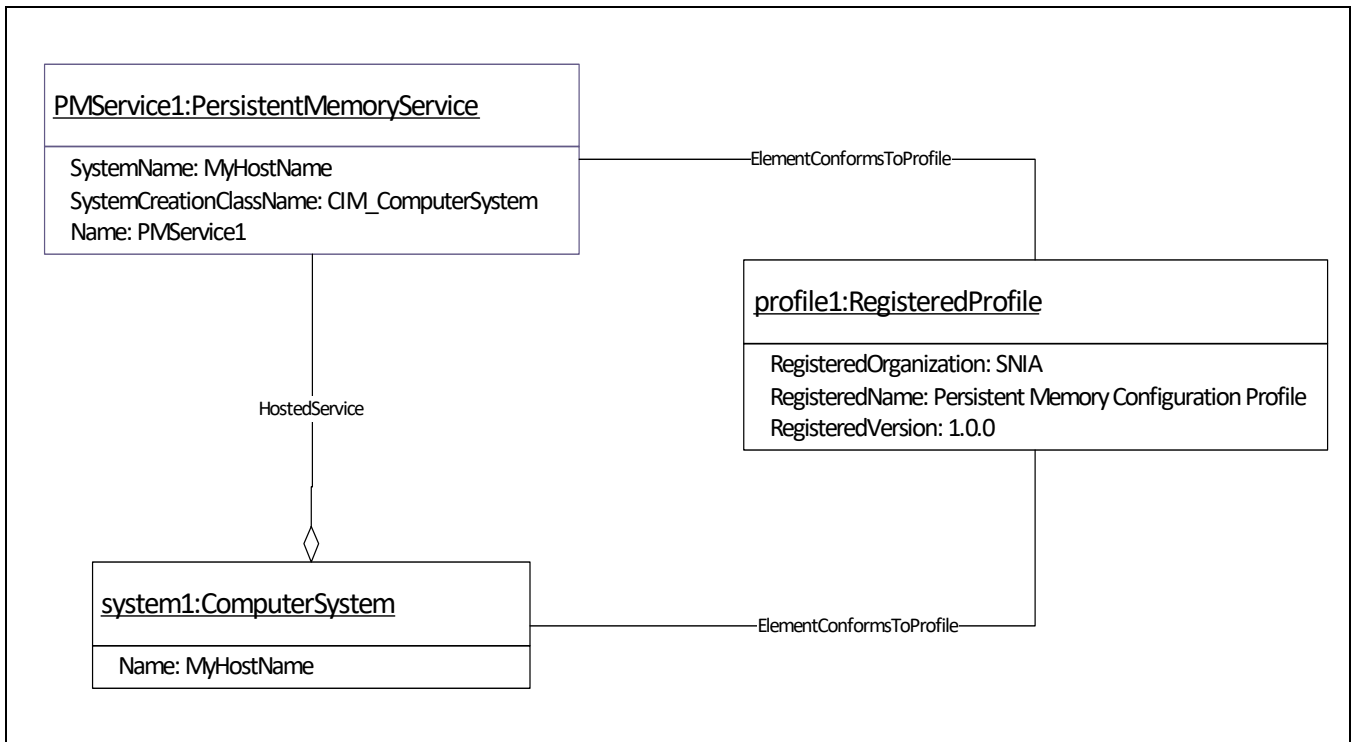 PMService1:PersistentMemoryService
SystemName: MyHostName
SystemCreationClassName: CIM_ComputerSystem
Name: PMService1
ElementConformsToProfile
profile1:RegisteredProfile
RegisteredOrganization: SNIA
RegisteredName: Persistent Memory Configuration Profile
RegisteredVersion: 1.0.0
HostedService
system1:ComputerSystem
Name: MyHostName
ElementConformsToProfile